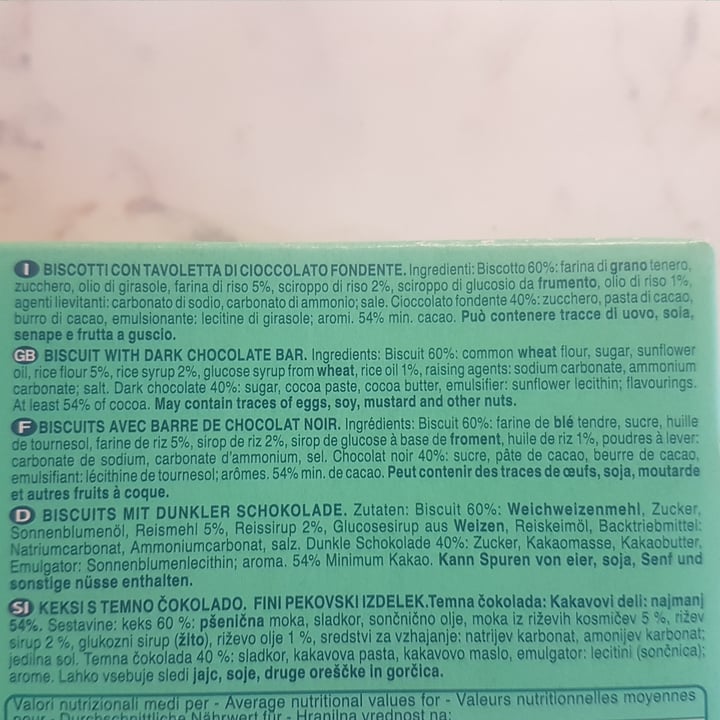 I BISCOTTI CON TAVOLETTA DI CIOCCOLATO FONDENTE. Ingredienti: Biscotto 60%: farina di grano tenero,
zucchero, olio di girasole, farina di riso 5%, sciroppo di riso 2%, sciroppo di glucosio da frumento, olio di riso 1%,
agenti lievitanti: carbonato di sodio, carbonato di ammonio; sale. Cioccolato fondente 40%: zucchero, pasta di cacao,
burro di cacao, emulsionante: lecitine di girasole; aromi. 54% min. cacao. Può contenere tracce di uovo, soia,
senape e frutta a guscio.
GB BISCUIT WITH DARK CHOCOLATE BAR. Ingredients: Biscuit 60%: common wheat flour, sugar, sunflower
oil, rice flour 5%, rice syrup 2%, glucose syrup from wheat, rice oil 1%, raising agents: sodium carbonate, ammonium
carbonate; salt. Dark chocolate 40%: sugar, cocoa paste, cocoa butter, emulsifier: sunflower lecithin; flavourings.
At least 54% of cocoa. May contain traces of eggs, soy, mustard and other nuts.
F BISCUITS AVEC BARRE DE CHOCOLAT NOIR. Ingrédients: Biscuit 60%: farine de blé tendre, sucre, huile
de tournesol, farine de riz 5%, sirop de riz 2%, sirop de glucose à base de froment, huile de riz 1%, poudres à lever:
carbonate de sodium, carbonate d'ammonium, sel. Chocolat noir 40%: sucre, pâte de cacao, beurre de cacao,
emulsifiant: lécithine de tournesol; arômes. 54% min. de cacao. Peut contenir des traces de œufs, soja, moutarde
et autres fruits à coque.
D BISCUITS MIT DUNKLER SCHOKOLADE. Zutaten: Biscuit 60%: Weichweizenmehl, Zucker,
Sonnenblumenöl, Reismehl 5%, Reissirup 2%, Glucosesirup aus Weizen, Reiskeimöl, Backtriebmittel:
Natriumcarbonat, Ammoniumcarbonat, salz. Dunkle Schokolade 40%: Zucker, Kakaomasse, Kakaobutter,
Emulgator: Sonnenblumenlecithin; aroma. 54% Minimum Kakao. Kann Spuren von eier, soja, Senf und
sonstige nüsse enthalten.
SI KEKSI S TEMNO ČOKOLADO. FINI PEKOVSKI IZDELEK.Temna čokolada: Kakavovi deli: najmanj
54%. Sestavine: keks 60 %: pšenična moka, sladkor, sončnično olje, moka iz riževih kosmičev 5 %, rižev
sirup 2 %, glukozni sirup (žito), riževo olje 1 %, sredstvi za vzhajanje: natrijev karbonat, amonijev karbonat;
jedilna sol. Temna čokolada 40 %: sladkor, kakavova pasta, kakavovo maslo, emulgator: lecitini (sončnica);
arome. Lahko vsebuje sledi jajc, soje, druge oreščke in gorčica.
Valori nutrizionali medi per - Average nutritional values for - Valeurs nutritionnelles moyennes
pour - Durchschnittliche Nährwert für - Hranilna vrednost na: